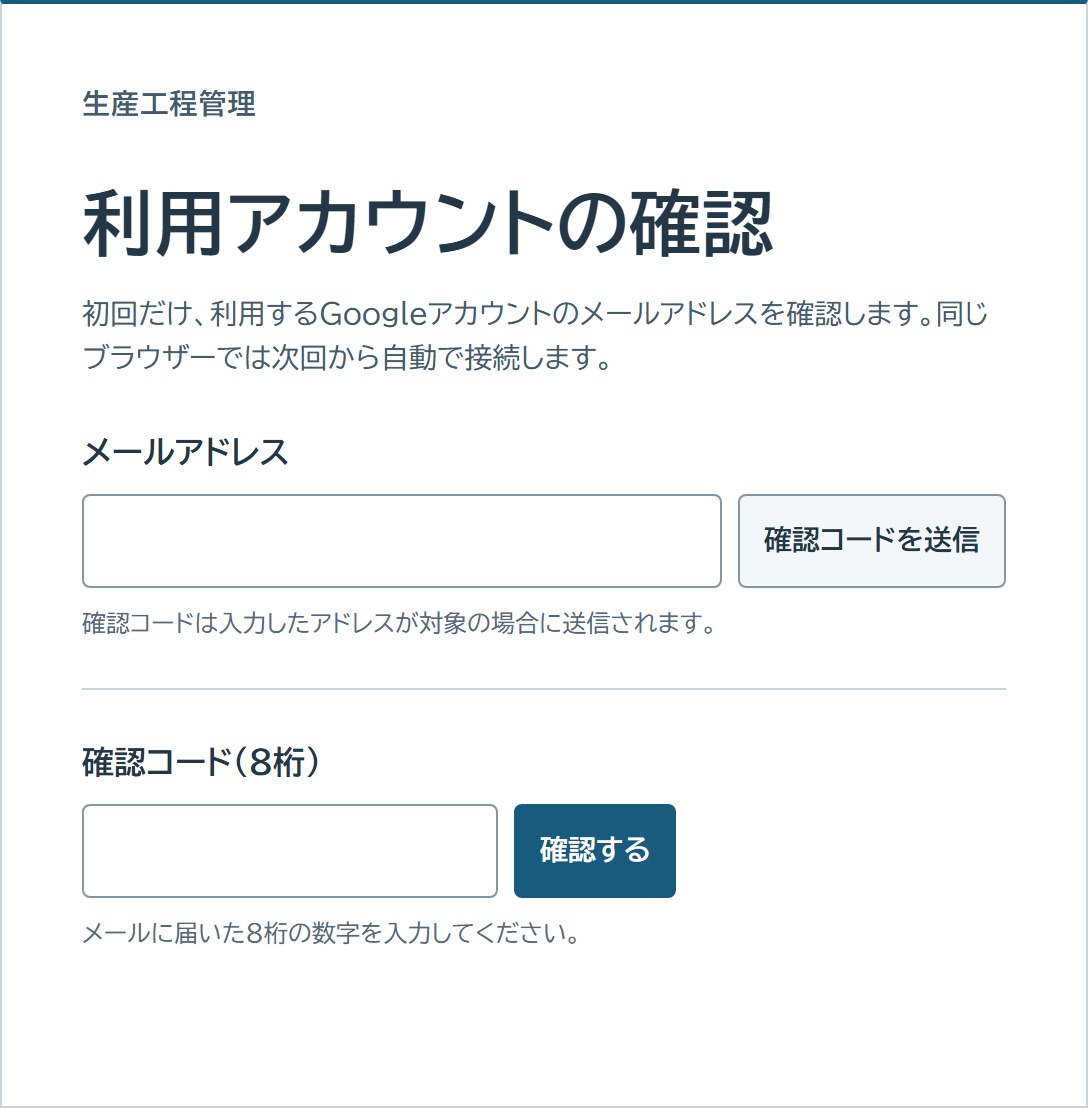 生産工程管理
利用アカウントの確認
初回だけ、利用するGoogleアカウントのメールアドレスを確認します。同じ
ブラウザーでは次回から自動で接続します。
メールアドレス
確認コードを送信
確認コードは入力したアドレスが対象の場合に送信されます。
確認コード（8桁）
確認する
メールに届いた8桁の数字を入力してください。